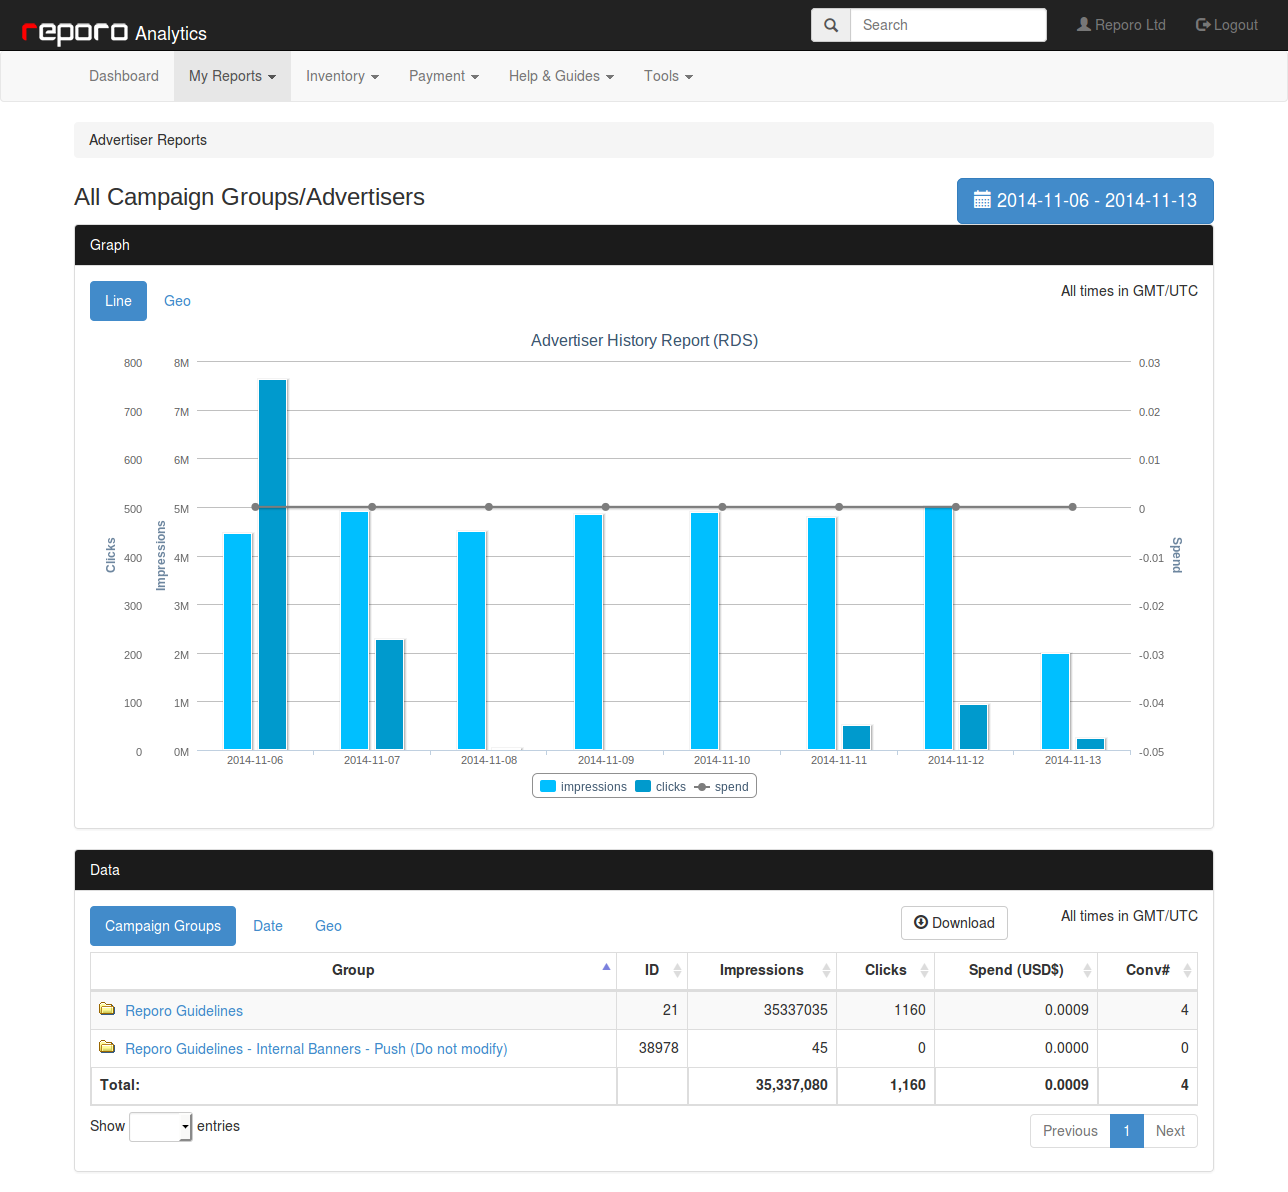 reporo Analytics
Search
Reporo Ltd
Logout
Dashboard My Reports Inventory Payment Help & Guides Tools
Advertiser Reports
All Campaign Groups/Advertisers
2014-11-06 - 2014-11-13
Graph
Line Geo
All times in GMT/UTC
Advertiser History Report (RDS)
800 8M 0.03
700 7M 0.02
600 6M 0.01
500 5M 0
400 4M -0.01
300 3M -0.02
200 2M -0.03
100 1M -0.04
0 0M -0.05
Clicks
Impressions
Spend
2014-11-06 2014-11-07 2014-11-08 2014-11-09 2014-11-10 2014-11-11 2014-11-12 2014-11-13
impressions clicks spend
Data
Campaign Groups Date Geo
Download
All times in GMT/UTC
Group ID Impressions Clicks Spend (USD$) Conv#
Reporo Guidelines 21 35337035 1160 0.0009 4
Reporo Guidelines - Internal Banners - Push (Do not modify) 38978 45 0 0.0000 0
Total: 35,337,080 1,160 0.0009 4
Show entries
Previous 1 Next